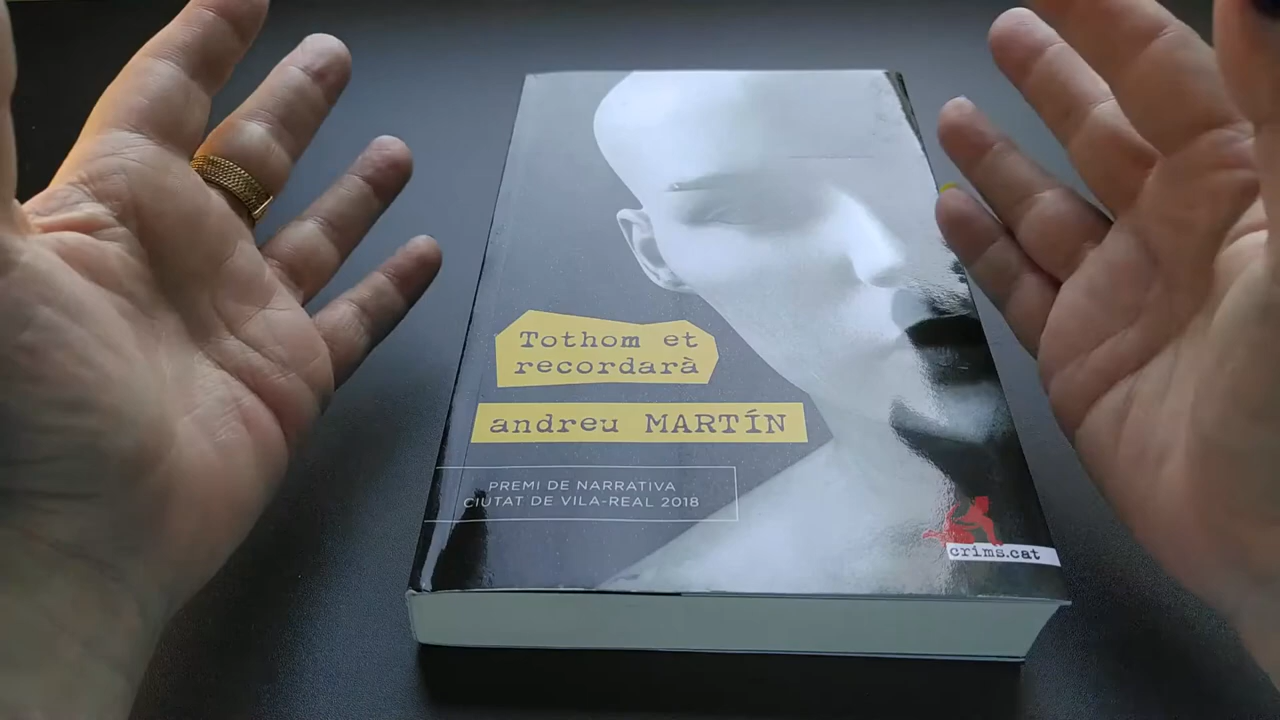 Tothom et
recordarà
andreu MARTÍN
PREMI DE NARRATIVA
CIUTAT DE VILA-REAL 2018
crims.cat